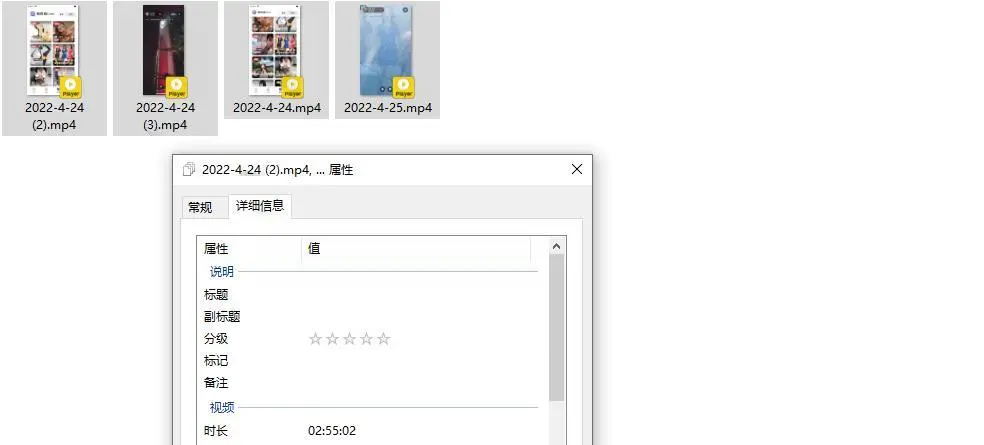 2022-4-24
(2).mp4
2022-4-24
(3).mp4
2022-4-24.mp4
2022-4-25.mp4
Player
Player
Player
Player
2022-4-24 (2).mp4, ... 属性
常规
详细信息
属性 值
说明
标题
副标题
分级 ☆☆☆☆☆
标记
备注
视频
时长 02:55:02